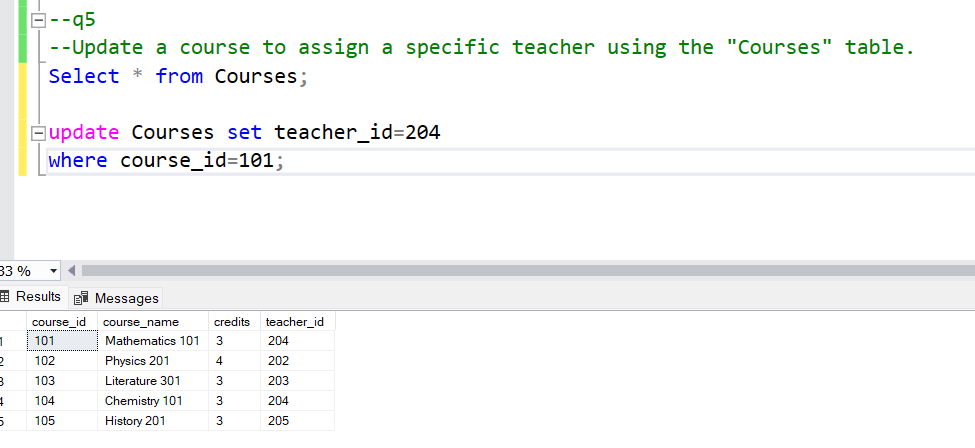 --q5
--Update a course to assign a specific teacher using the "Courses" table.
Select * from Courses;
update Courses set teacher_id=204
where course_id=101;
33 %
Results Messages
course_id course_name credits teacher_id
1 101 Mathematics 101 3 204
2 102 Physics 201 4 202
3 103 Literature 301 3 203
4 104 Chemistry 101 3 204
5 105 History 201 3 205